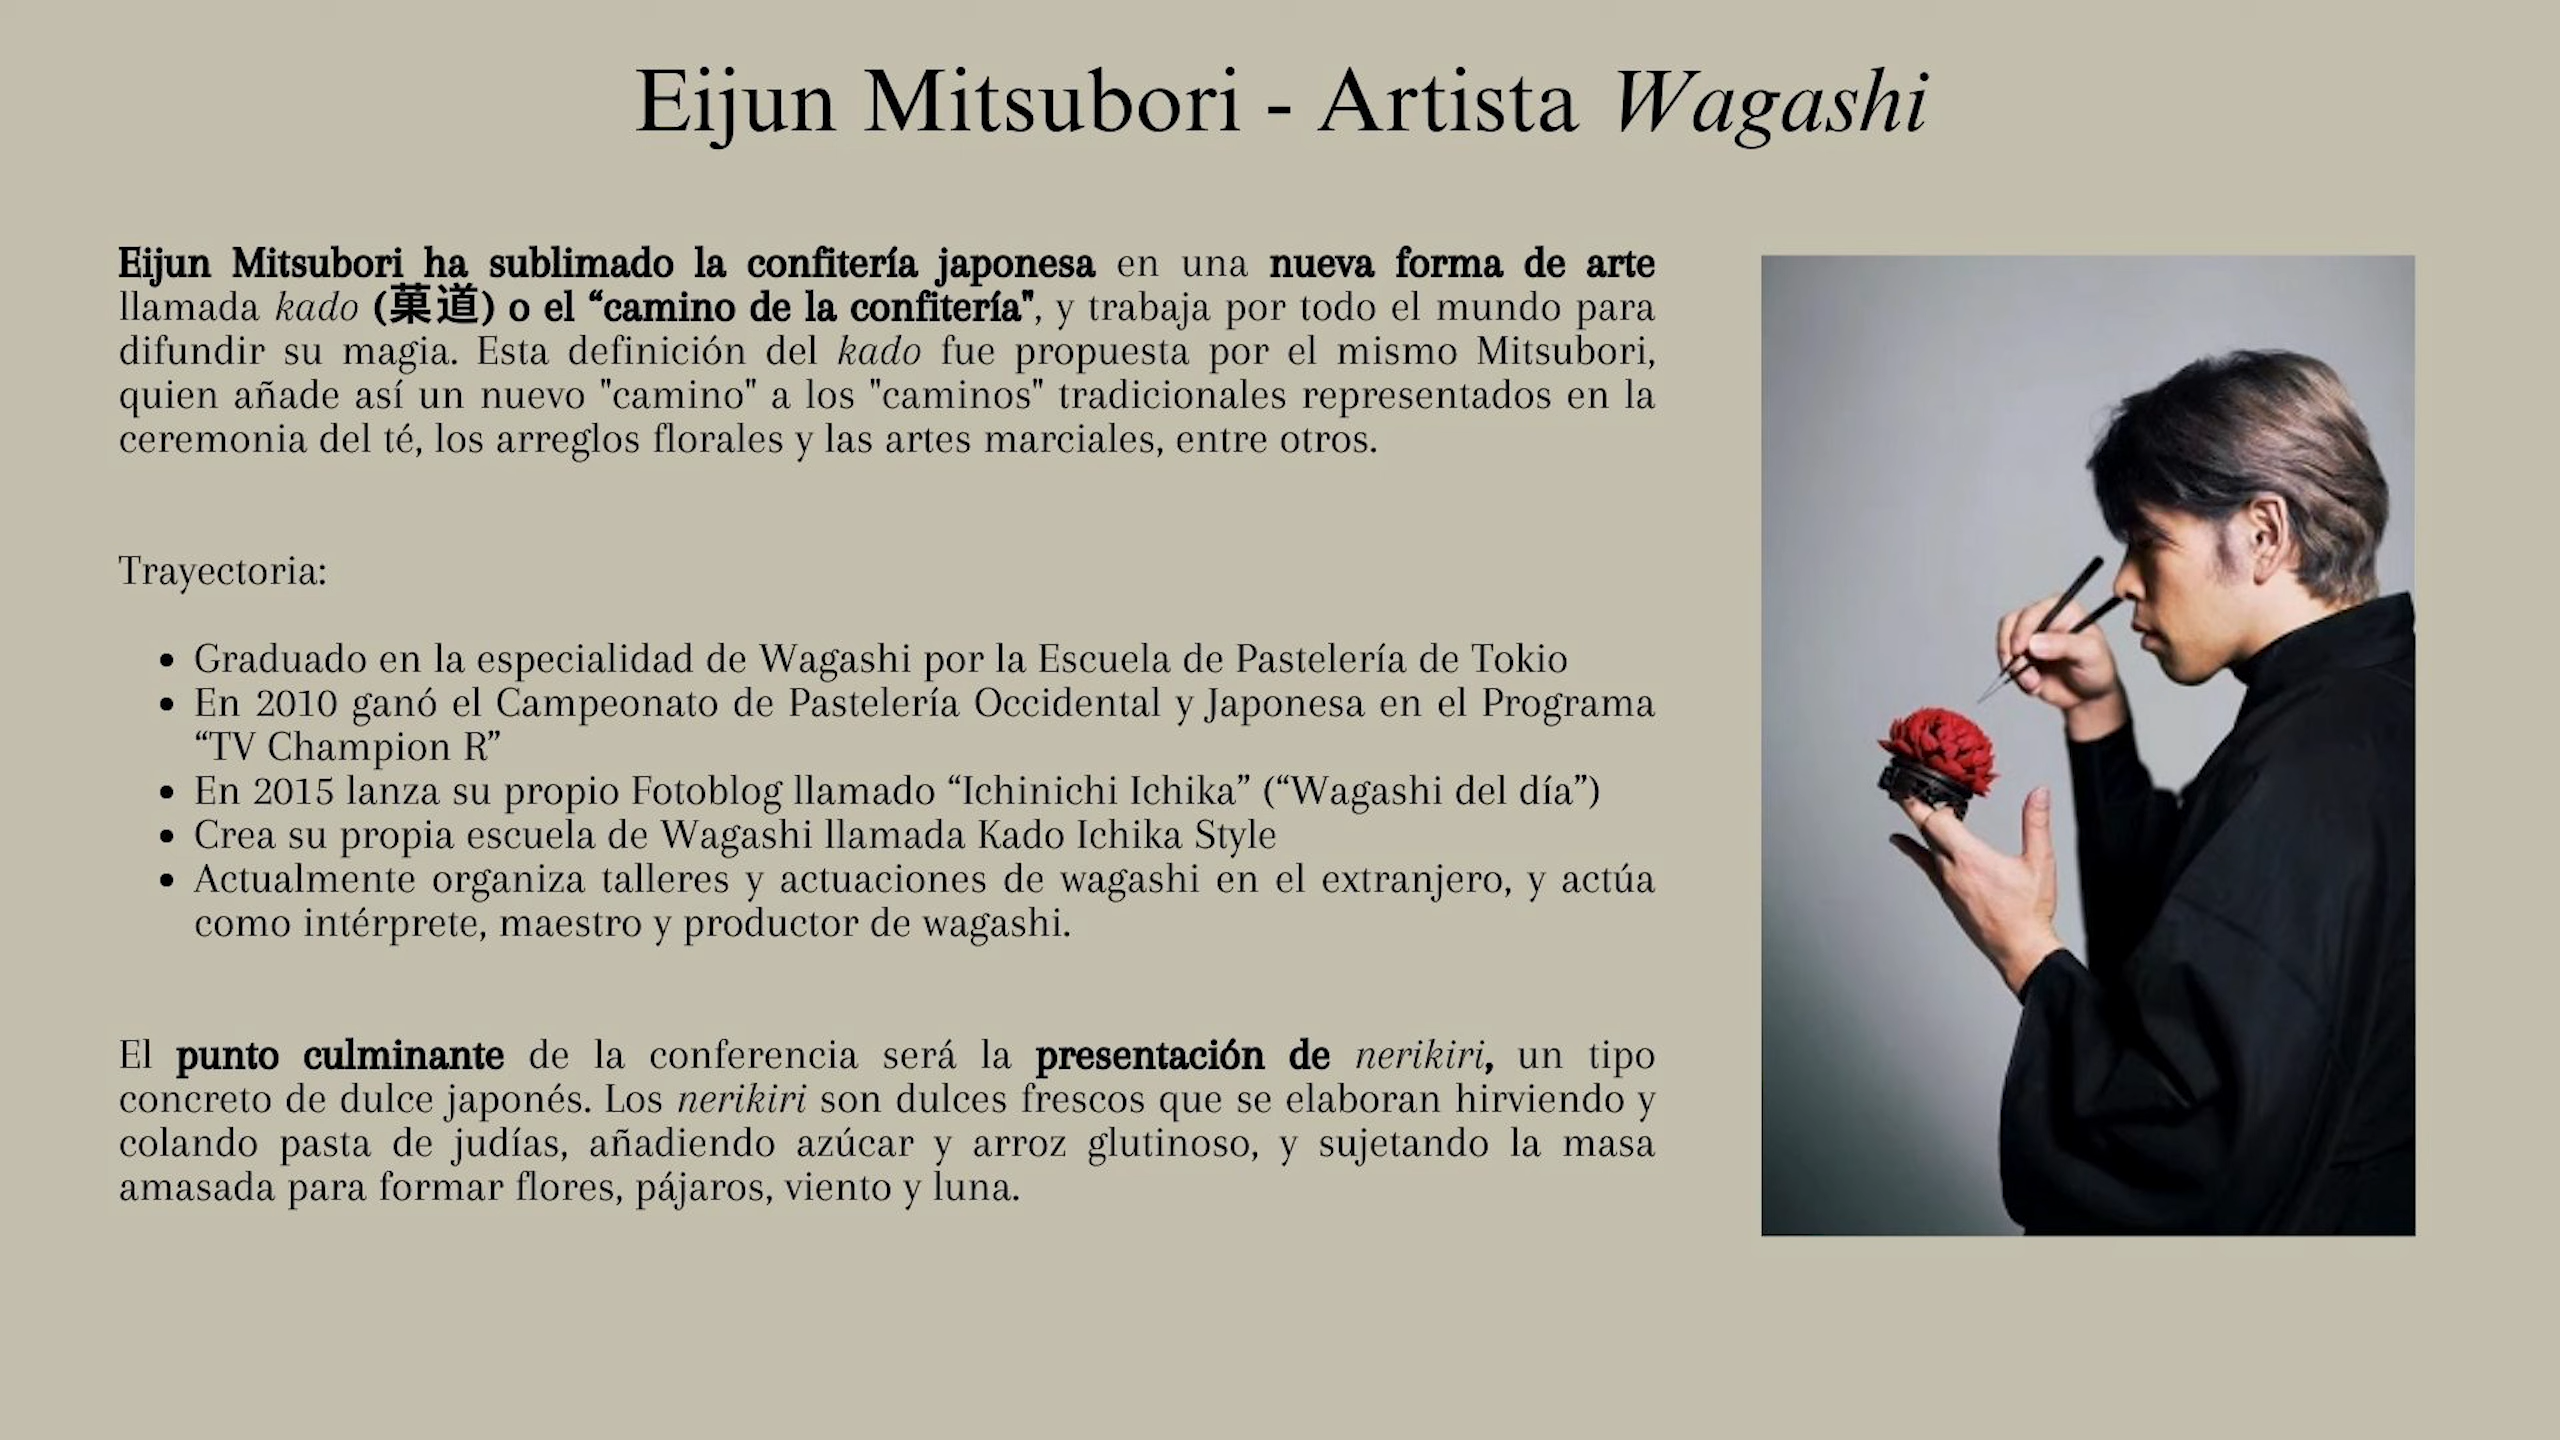 Eijun Mitsubori - Artista Wagashi
Eijun Mitsubori ha sublimado la confitería japonesa en una nueva forma de arte
llamada kado (菓道) o el “camino de la confitería", y trabaja por todo el mundo para
difundir su magia. Esta definición del kado fue propuesta por el mismo Mitsubori,
quien añade así un nuevo "camino" a los "caminos" tradicionales representados en la
ceremonia del té, los arreglos florales y las artes marciales, entre otros.
Trayectoria:
• Graduado en la especialidad de Wagashi por la Escuela de Pastelería de Tokio
• En 2010 ganó el Campeonato de Pastelería Occidental y Japonesa en el Programa
“TV Champion R”
• En 2015 lanza su propio Fotoblog llamado “Ichinichi Ichika” (“Wagashi del día”)
• Crea su propia escuela de Wagashi llamada Kado Ichika Style
• Actualmente organiza talleres y actuaciones de wagashi en el extranjero, y actúa
como intérprete, maestro y productor de wagashi.
El punto culminante de la conferencia será la presentación de nerikiri, un tipo
concreto de dulce japonés. Los nerikiri son dulces frescos que se elaboran hirviendo y
colando pasta de judías, añadiendo azúcar y arroz glutinoso, y sujetando la masa
amasada para formar flores, pájaros, viento y luna.